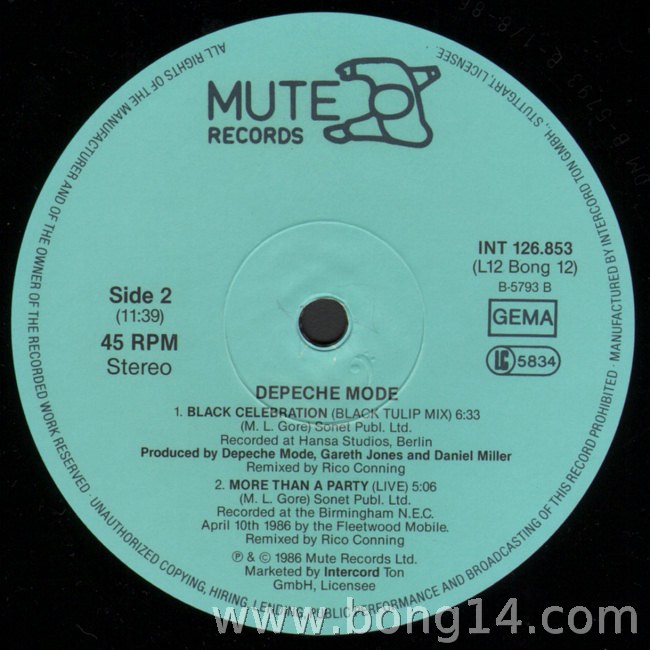 MUTE
RECORDS
INT 126.853
(L12 Bong 12)
B-5793 B
GEMA
LC 5834
Side 2
(11:39)
45 RPM
Stereo
DEPECHE MODE
1. BLACK CELEBRATION (BLACK TULIP MIX) 6:33
(M. L. Gore) Sonet Publ. Ltd.
Recorded at Hansa Studios, Berlin
Produced by Depeche Mode, Gareth Jones and Daniel Miller
Remixed by Rico Conning
2. MORE THAN A PARTY (LIVE) 5:06
(M. L. Gore) Sonet Publ. Ltd.
Recorded at the Birmingham N.E.C.
April 10th 1986 by the Fleetwood Mobile.
Remixed by Rico Conning
℗ & © 1986 Mute Records Ltd.
Marketed by Intercord Ton
GmbH, Licensee
ALL RIGHTS OF THE MANUFACTURER AND OF THE OWNER OF THE RECORDED WORK RESERVED · UNAUTHORIZED COPYING, HIRING, LENDING, PUBLIC PERFORMANCE AND BROADCASTING OF THIS RECORD PROHIBITED · MANUFACTURED BY INTERCORD TON GMBH, STUTTGART, LICENSEE.
www.bong14.com